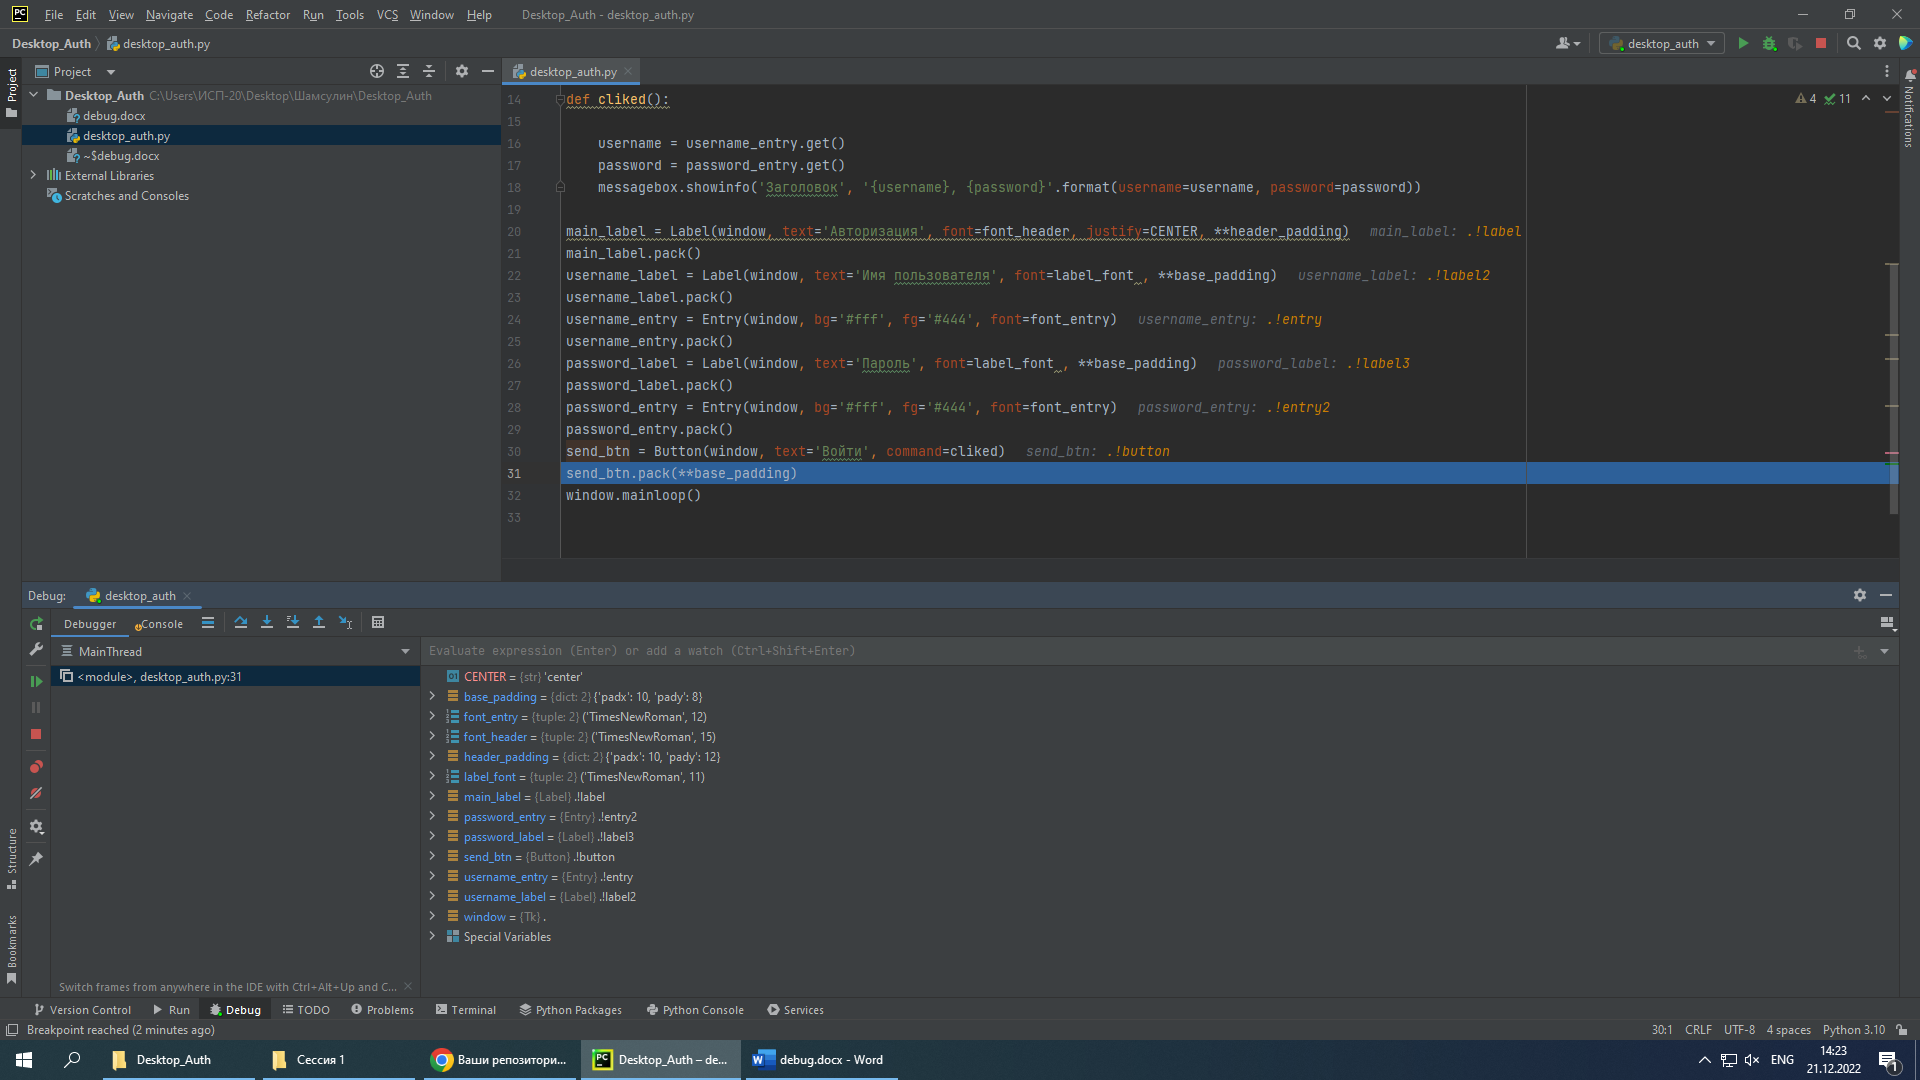 PC File Edit View Navigate Code Refactor Run Tools VCS Window Help Desktop_Auth - desktop_auth.py
Desktop_Auth desktop_auth.py desktop_auth
Project
Project
Desktop_Auth C:\Users\ИСП-20\Desktop\Шамсулин\Desktop_Auth
debug.docx
desktop_auth.py
~$debug.docx
External Libraries
Scratches and Consoles
desktop_auth.py
4 11
Notifications
14 def cliked():
15
16 username = username_entry.get()
17 password = password_entry.get()
18 messagebox.showinfo('Заголовок', '{username}, {password}'.format(username=username, password=password))
19
20 main_label = Label(window, text='Авторизация', font=font_header, justify=CENTER, **header_padding) main_label: .!label
21 main_label.pack()
22 username_label = Label(window, text='Имя пользователя', font=label_font , **base_padding) username_label: .!label2
23 username_label.pack()
24 username_entry = Entry(window, bg='#fff', fg='#444', font=font_entry) username_entry: .!entry
25 username_entry.pack()
26 password_label = Label(window, text='Пароль', font=label_font , **base_padding) password_label: .!label3
27 password_label.pack()
28 password_entry = Entry(window, bg='#fff', fg='#444', font=font_entry) password_entry: .!entry2
29 password_entry.pack()
30 send_btn = Button(window, text='Войти', command=cliked) send_btn: .!button
31 send_btn.pack(**base_padding)
32 window.mainloop()
33
Debug: desktop_auth
Debugger Console
MainThread
Evaluate expression (Enter) or add a watch (Ctrl+Shift+Enter)
<module>, desktop_auth.py:31
CENTER = {str} 'center'
base_padding = {dict: 2} {'padx': 10, 'pady': 8}
font_entry = {tuple: 2} ('TimesNewRoman', 12)
font_header = {tuple: 2} ('TimesNewRoman', 15)
header_padding = {dict: 2} {'padx': 10, 'pady': 12}
label_font = {tuple: 2} ('TimesNewRoman', 11)
main_label = {Label} .!label
password_entry = {Entry} .!entry2
password_label = {Label} .!label3
send_btn = {Button} .!button
username_entry = {Entry} .!entry
username_label = {Label} .!label2
window = {Tk} .
Special Variables
Structure
Bookmarks
Switch frames from anywhere in the IDE with Ctrl+Alt+Up and C...
Version Control Run Debug TODO Problems Terminal Python Packages Python Console Services
Breakpoint reached (2 minutes ago) 30:1 CRLF UTF-8 4 spaces Python 3.10
Desktop_Auth Сессия 1 Ваши репозитори... Desktop_Auth – de... debug.docx - Word ENG 14:23
21.12.2022 1